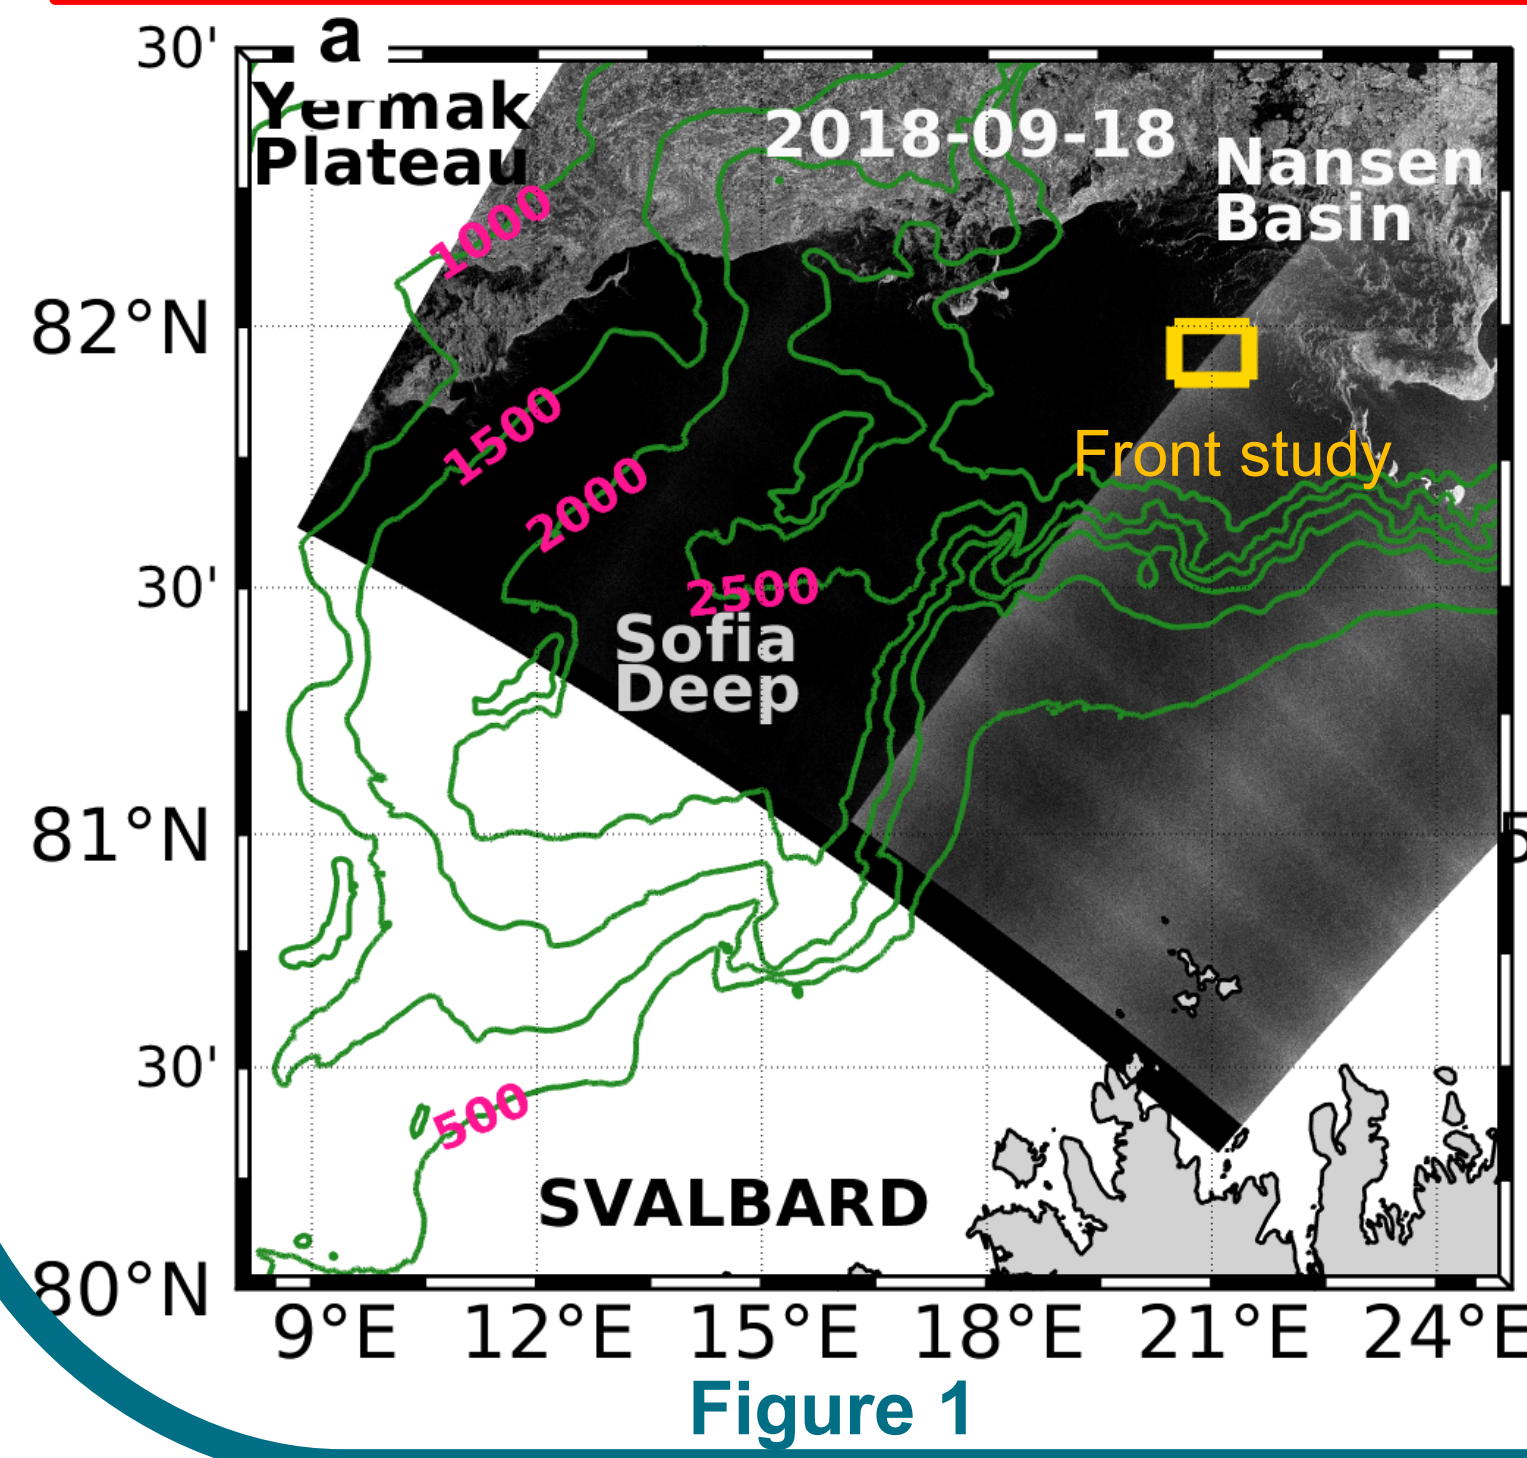 a
30'
Yermak
Plateau
2018-09-18
Nansen
Basin
1000
82°N
1500
Front study
2000
30'
2500
Sofia
Deep
81°N
5
30'
500
SVALBARD
80°N
9°E 12°E 15°E 18°E 21°E 24°E
Figure 1